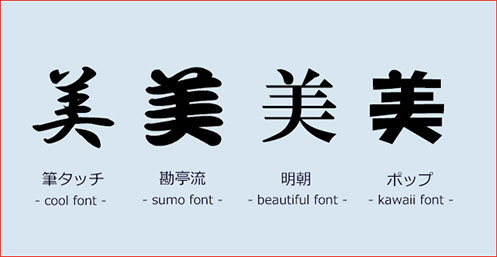 美 美 美 美
筆タッチ 勘亭流 明朝 ポップ
- cool font - - sumo font - - beautiful font - - kawaii font -